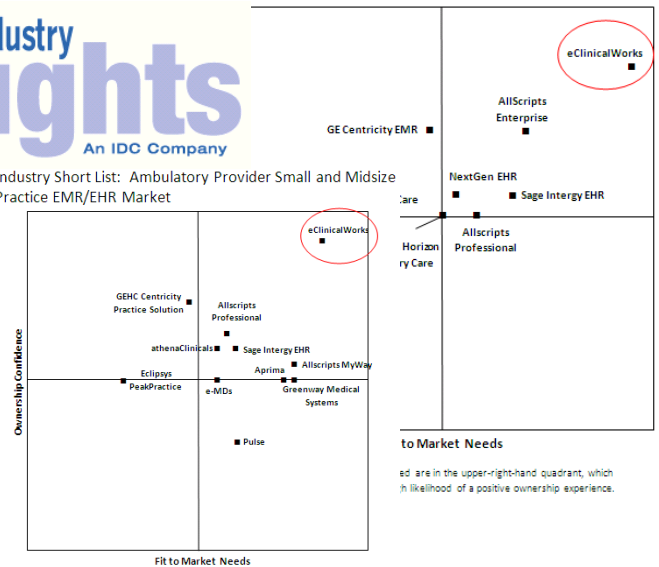 dustry
ghts
An IDC Company
ndustry Short List: Ambulatory Provider Small and Midsize
Practice EMR/EHR Market
eClinicalWorks
GEHC Centricity
Practice Solution
Allscripts
Professional
athenaClinicals
Sage Intergy EHR
Allscripts MyWay
Aprima
Eclipsys
PeakPractice
e-MDs
Greenway Medical
Systems
Pulse
Ownership Confidence
Fit to Market Needs
eClinicalWorks
AllScripts
Enterprise
GE Centricity EMR
NextGen EHR
Sage Intergy EHR
Care
Horizon
ry Care
Allscripts
Professional
to Market Needs
ed are in the upper-right-hand quadrant, which
h likelihood of a positive ownership experience.